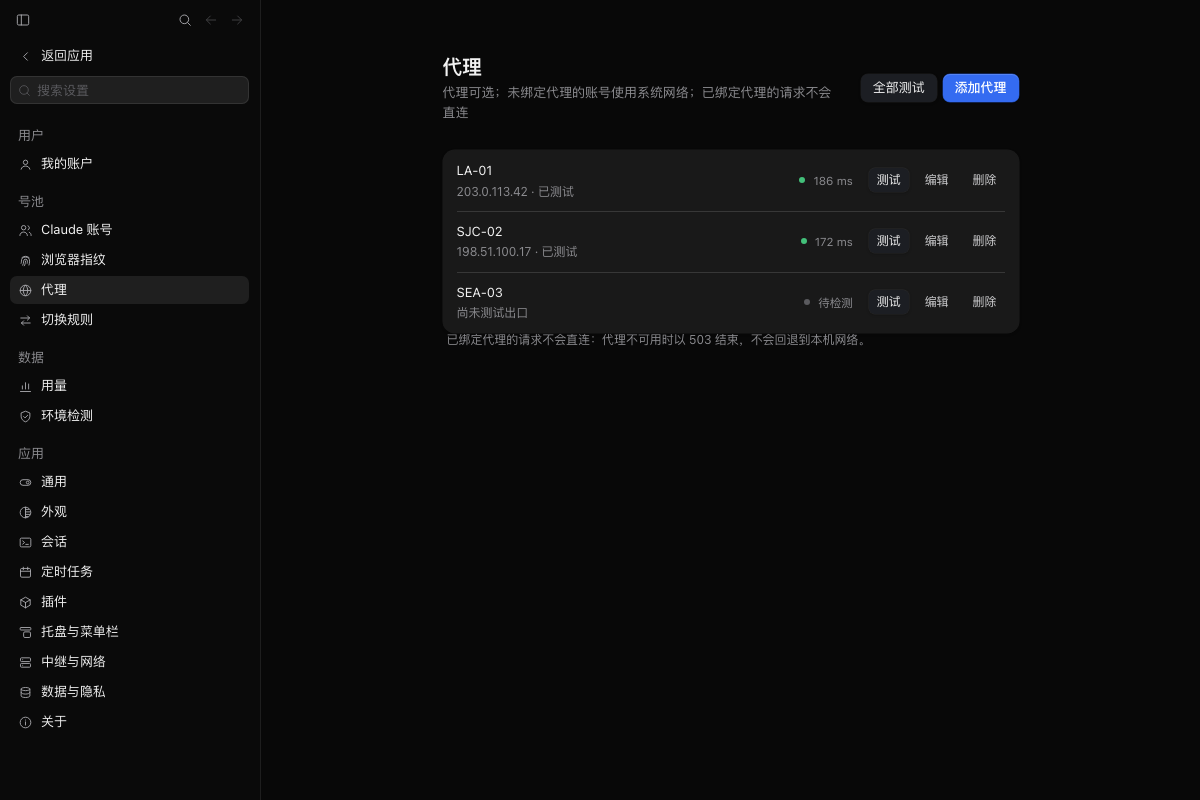 返回应用
搜索设置
用户
我的账户
号池
Claude 账号
浏览器指纹
代理
切换规则
数据
用量
环境检测
应用
通用
外观
会话
定时任务
插件
托盘与菜单栏
中继与网络
数据与隐私
关于
代理
代理可选；未绑定代理的账号使用系统网络；已绑定代理的请求不会
直连
全部测试 添加代理
LA-01
203.0.113.42 · 已测试
186 ms 测试 编辑 删除
SJC-02
198.51.100.17 · 已测试
172 ms 测试 编辑 删除
SEA-03
尚未测试出口
待检测 测试 编辑 删除
已绑定代理的请求不会直连：代理不可用时以 503 结束，不会回退到本机网络。